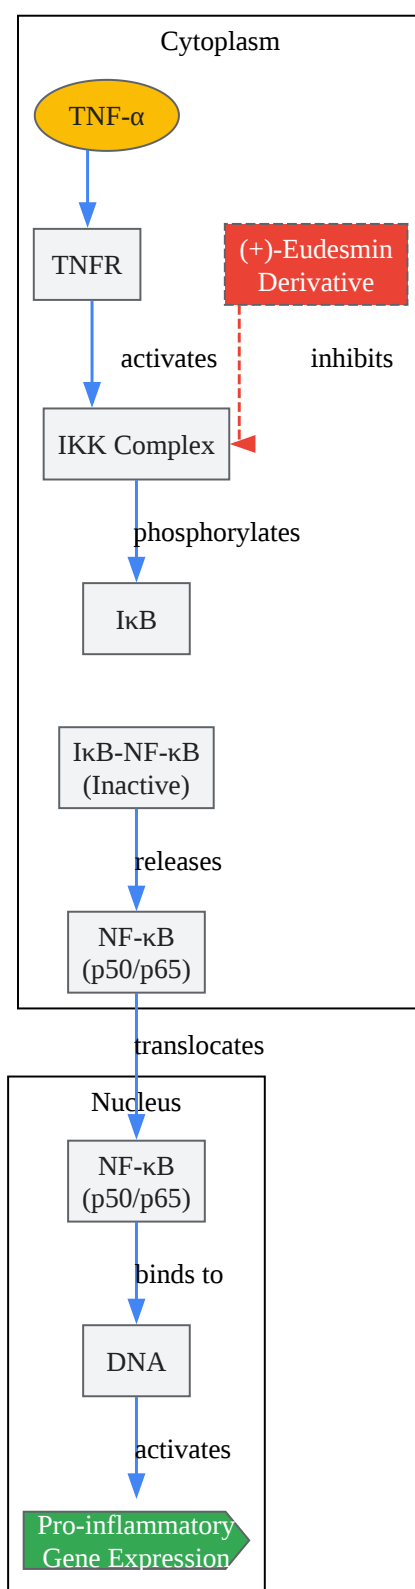 Cytoplasm
TNF-α
TNFR
(+)-Eudesmin
Derivative
activates
inhibits
IKK Complex
phosphorylates
IκB
IκB-NF-κB
(Inactive)
releases
NF-κB
(p50/p65)
translocates
Nucleus
NF-κB
(p50/p65)
binds to
DNA
activates
Pro-inflammatory
Gene Expression